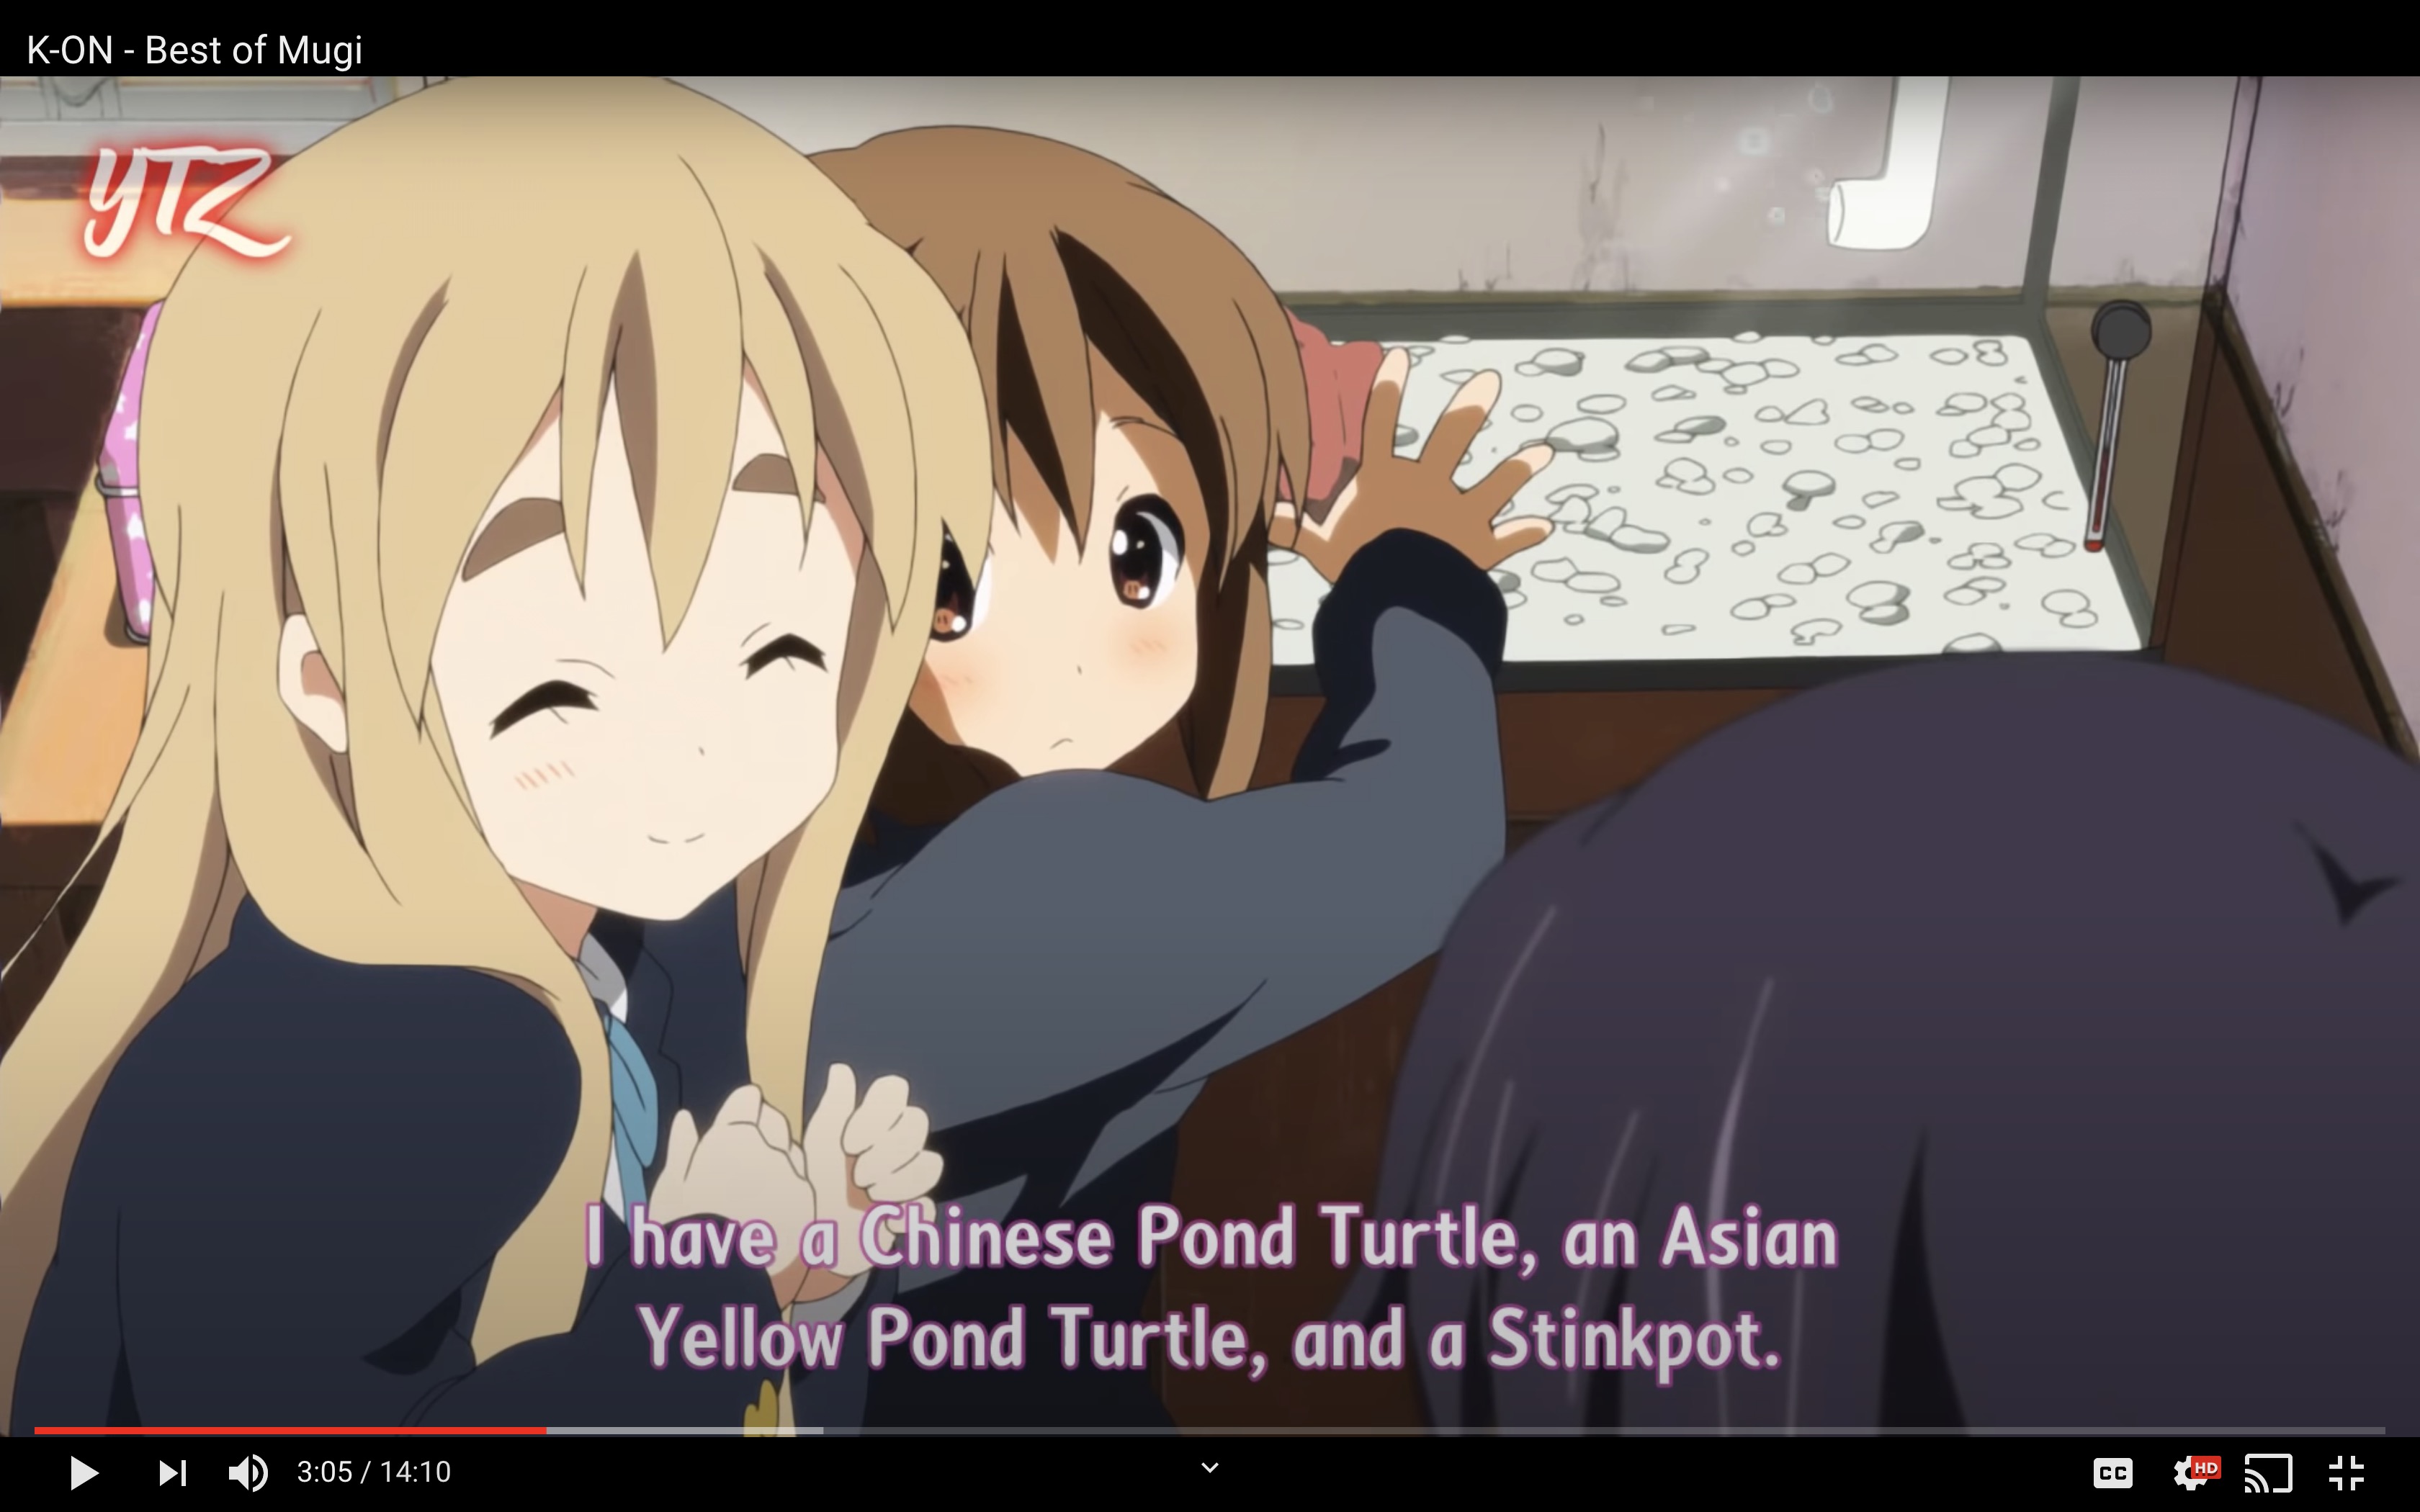 K-ON - Best of Mugi
YTZ
I have a Chinese Pond Turtle, an Asian
Yellow Pond Turtle, and a Stinkpot.
3:05 / 14:10
CC
HD